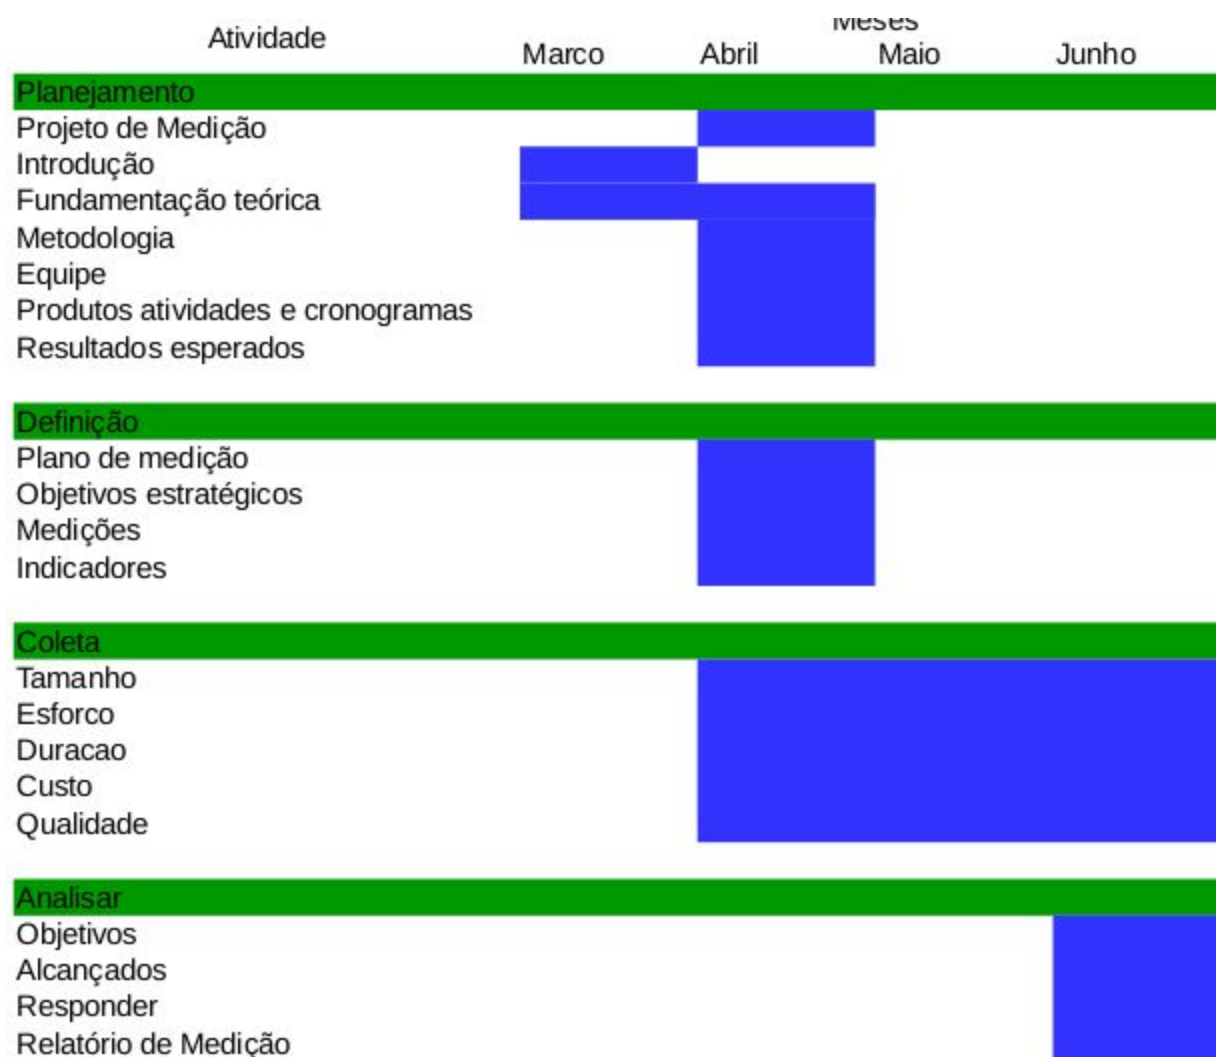 Meses
Atividade
Marco Abril Maio Junho
Planejamento
Projeto de Medição
Introdução
Fundamentação teórica
Metodologia
Equipe
Produtos atividades e cronogramas
Resultados esperados
Definição
Plano de medição
Objetivos estratégicos
Medições
Indicadores
Coleta
Tamanho
Esforco
Duracao
Custo
Qualidade
Analisar
Objetivos
Alcançados
Responder
Relatório de Medição